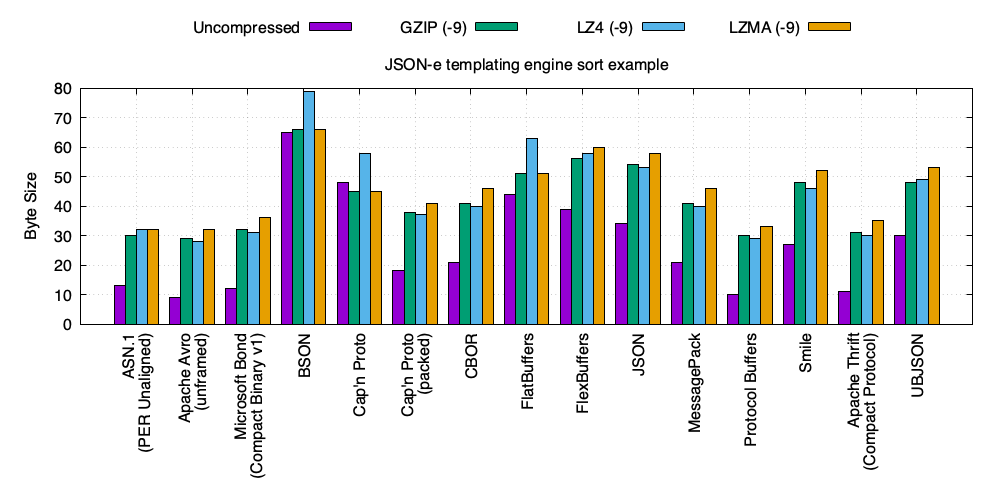 Uncompressed GZIP (-9) LZ4 (-9) LZMA (-9)
JSON-e templating engine sort example
Byte Size
80
70
60
50
40
30
20
10
0
ASN.1
(PER Unaligned)
Apache Avro
(unframed)
Microsoft Bond
(Compact Binary v1)
BSON
Cap'n Proto
Cap'n Proto
(packed)
CBOR
FlatBuffers
FlexBuffers
JSON
MessagePack
Protocol Buffers
Smile
Apache Thrift
(Compact Protocol)
UBJSON